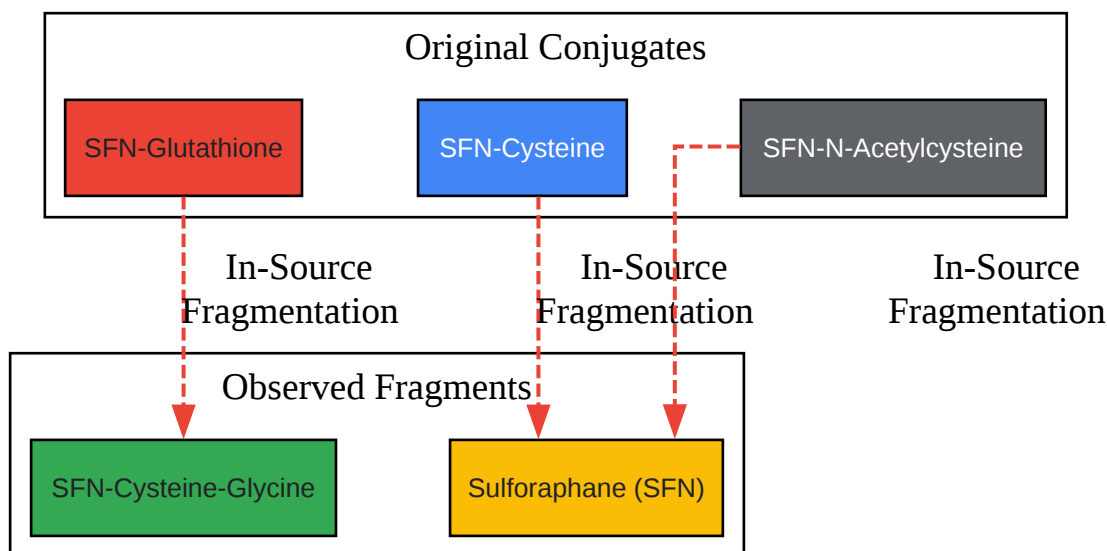 Original Conjugates
SFN-Glutathione
SFN-Cysteine
SFN-N-Acetylcysteine
In-Source
Fragmentation
In-Source
Fragmentation
In-Source
Fragmentation
Observed Fragments
SFN-Cysteine-Glycine
Sulforaphane (SFN)